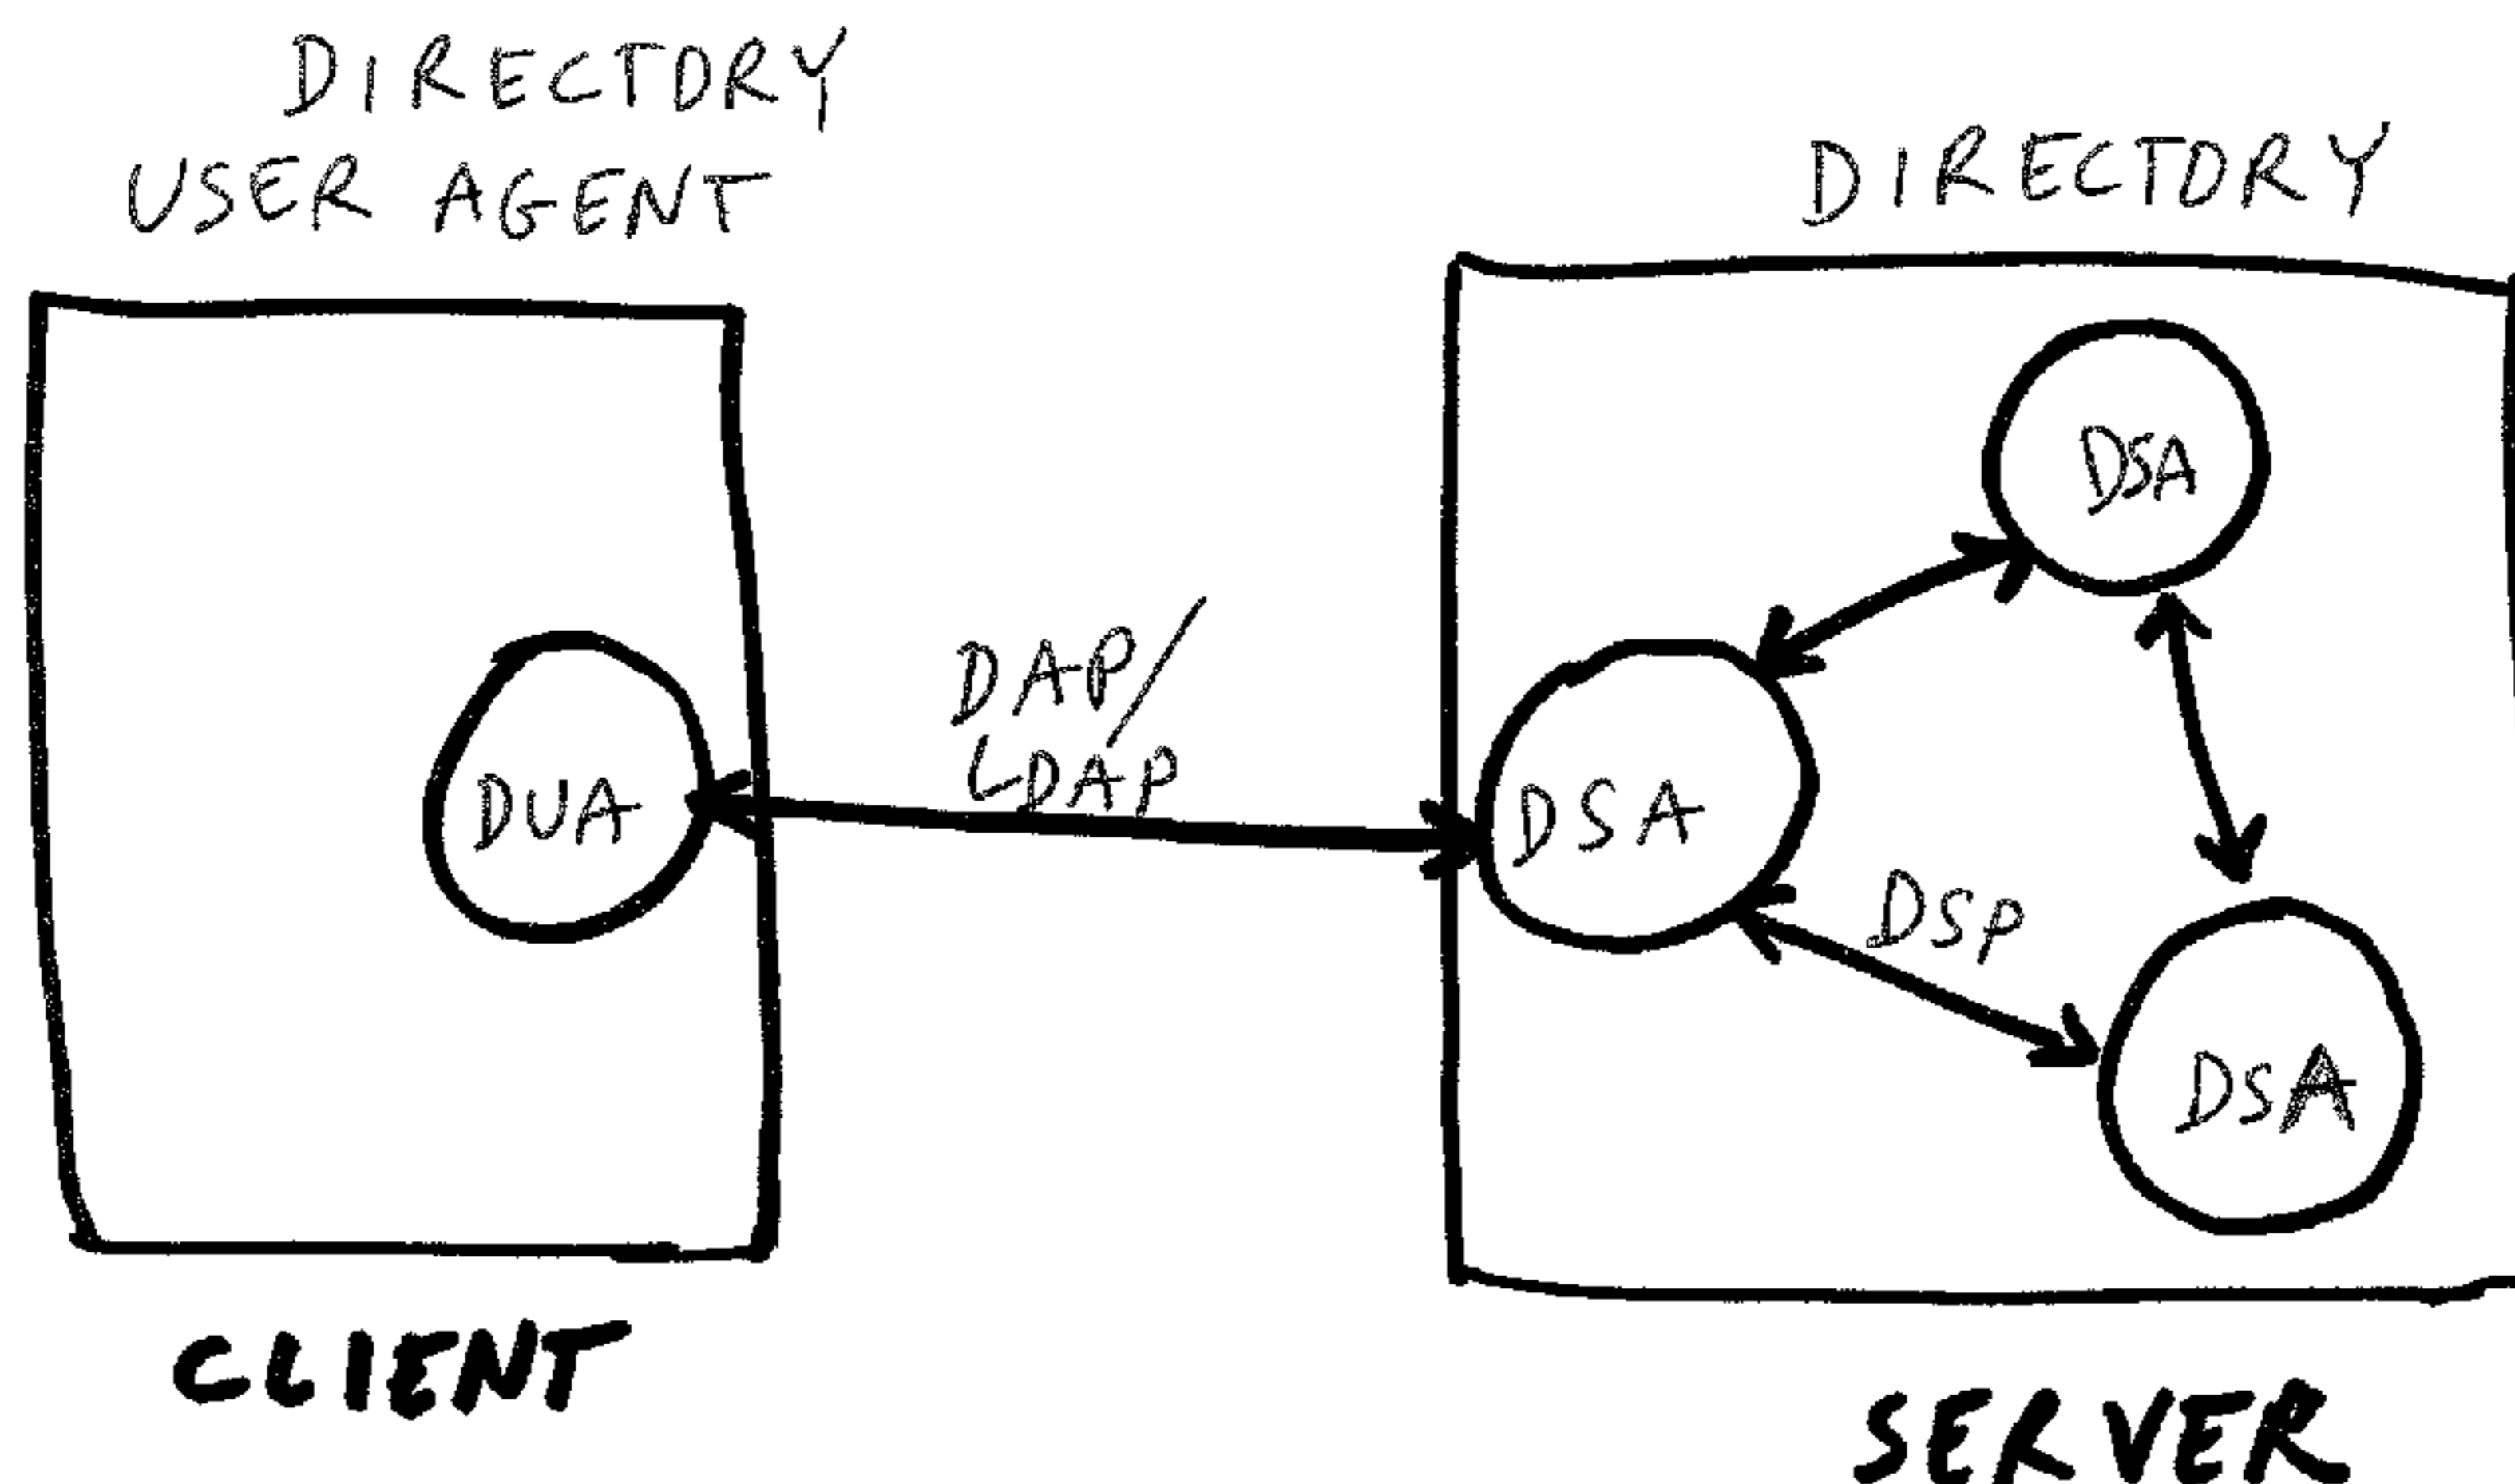 DIRECTORY
USER AGENT
DIRECTORY
DSA
DAP/
LDAP
DUA
DSA
DSP
DSA
CLIENT
SERVER